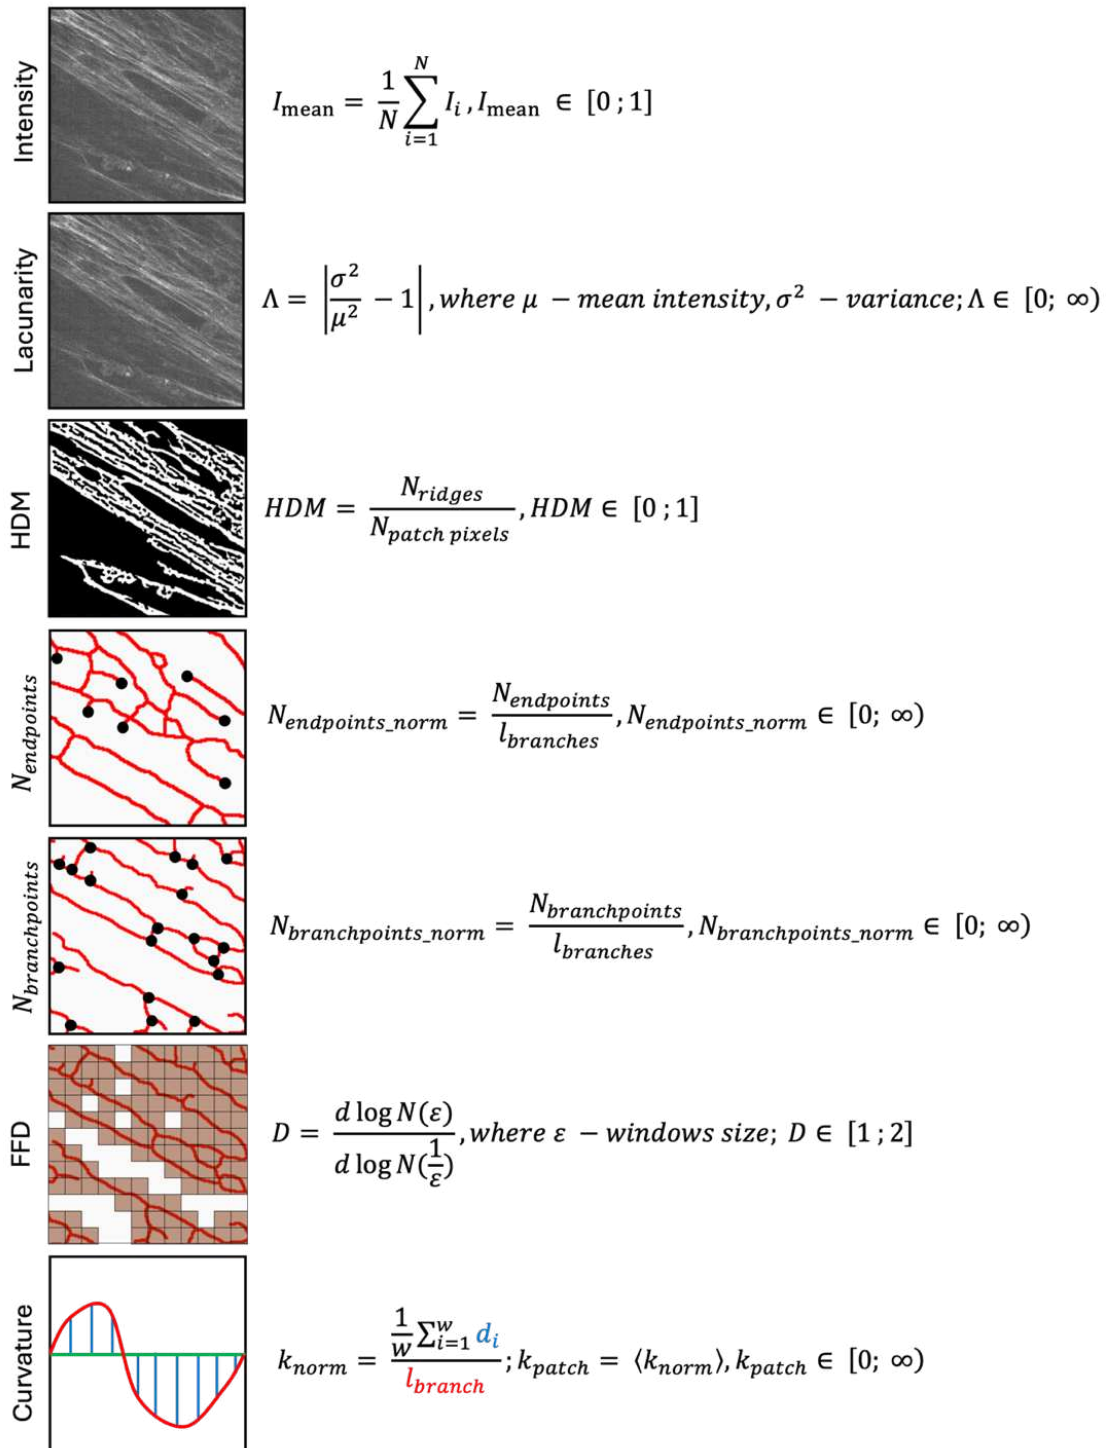 Intensity
I_mean = 1/N ∑_{i=1}^{N} I_i , I_mean ∈ [0 ; 1]
Lacunarity
Λ = |σ²/μ² − 1| , where μ − mean intensity, σ² − variance; Λ ∈ [0; ∞)
HDM
HDM = N_ridges / N_patch pixels , HDM ∈ [0 ; 1]
N_endpoints
N_endpoints_norm = N_endpoints / l_branches , N_endpoints_norm ∈ [0; ∞)
N_branchpoints
N_branchpoints_norm = N_branchpoints / l_branches , N_branchpoints_norm ∈ [0; ∞)
FFD
D = d log N(ε) / d log N(1/ε) , where ε − windows size; D ∈ [1 ; 2]
Curvature
k_norm = (1/w ∑_{i=1}^{w} d_i) / l_branch ; k_patch = ⟨k_norm⟩, k_patch ∈ [0; ∞)